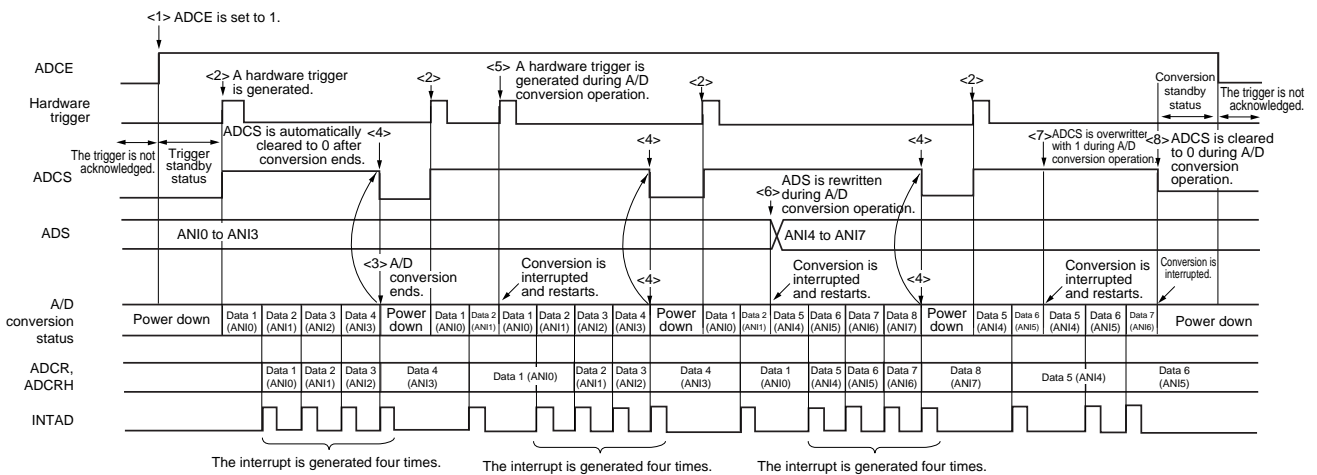 <1> ADCE is set to 1.
ADCE
<2> A hardware trigger
is generated.
<2>
<5> A hardware trigger is
generated during A/D
conversion operation.
<2>
<2>
Conversion
standby
status
The trigger is not
acknowledged.
Hardware
trigger
The trigger is not
acknowledged.
Trigger
standby
status
ADCS is automatically
cleared to 0 after
conversion ends.
<4>
<4>
<4>
<7> ADCS is overwritter
with 1 during A/D
conversion operation.
<8> ADCS is cleared
to 0 during A/D
conversion
operation.
ADCS
<6> ADS is rewritten
during A/D
conversion operation.
ADS
ANI0 to ANI3
ANI4 to ANI7
<3> A/D
conversion
ends.
Conversion is
interrupted
and restarts.
<4>
Conversion is
interrupted
and restarts.
<4>
Conversion is
interrupted
and restarts.
Conversion is
interrupted.
A/D
conversion
status
Power down
Data 1 (ANI0)
Data 2 (ANI1)
Data 3 (ANI2)
Data 4 (ANI3)
Power down
Data 1 (ANI0)
Data 2 (ANI1)
Data 1 (ANI0)
Data 2 (ANI1)
Data 3 (ANI2)
Data 4 (ANI3)
Power down
Data 1 (ANI0)
Data 2 (ANI1)
Data 5 (ANI4)
Data 6 (ANI5)
Data 7 (ANI6)
Data 8 (ANI7)
Power down
Data 5 (ANI4)
Data 6 (ANI5)
Data 5 (ANI4)
Data 6 (ANI5)
Data 7 (ANI6)
Power down
ADCR,
ADCRH
Data 1 (ANI0)
Data 2 (ANI1)
Data 3 (ANI2)
Data 4 (ANI3)
Data 1 (ANI0)
Data 2 (ANI1)
Data 3 (ANI2)
Data 4 (ANI3)
Data 1 (ANI0)
Data 5 (ANI4)
Data 6 (ANI5)
Data 7 (ANI6)
Data 8 (ANI7)
Data 5 (ANI4)
Data 6 (ANI5)
INTAD
The interrupt is generated four times.
The interrupt is generated four times.
The interrupt is generated four times.